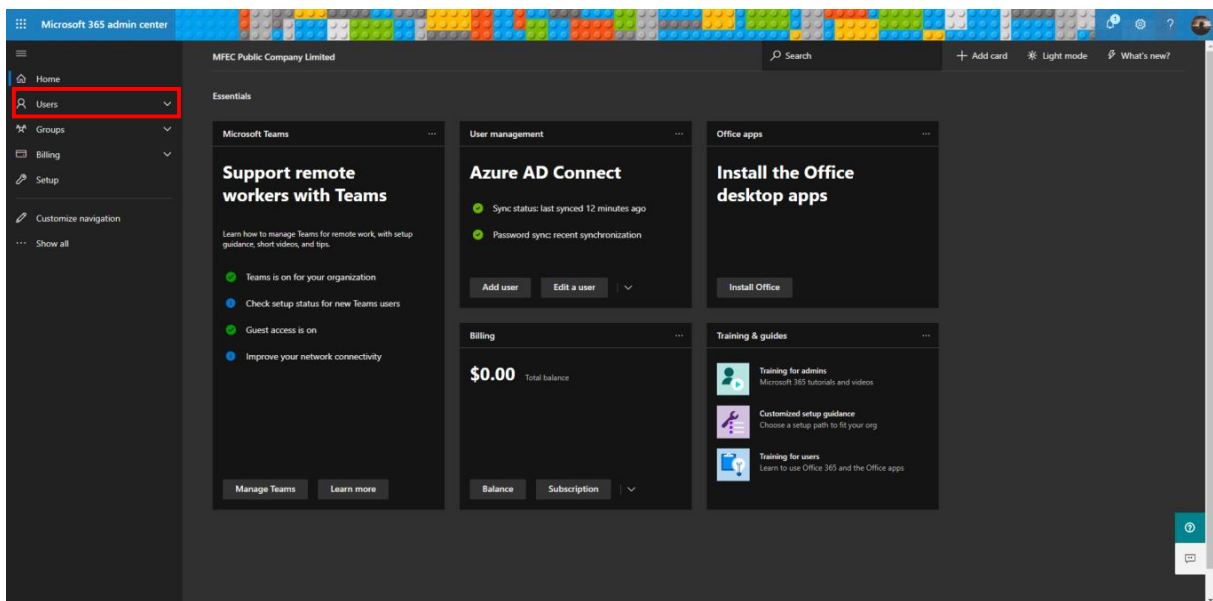 Microsoft 365 admin center
?
MFEC Public Company Limited
Search
Add card
Light mode
What's new?
Home
Users
Groups
Billing
Setup
Customize navigation
Show all
Essentials
Microsoft Teams
Support remote
workers with Teams
Learn how to manage Teams for remote work, with setup
guidance, short videos, and tips.
Teams is on for your organization
Check setup status for new Teams users
Guest access is on
Improve your network connectivity
Manage Teams
Learn more
User management
Azure AD Connect
Sync status: last synced 12 minutes ago
Password sync: recent synchronization
Add user
Edit a user
Office apps
Install the Office
desktop apps
Install Office
Billing
$0.00 Total balance
Balance
Subscription
Training & guides
Training for admins
Microsoft 365 tutorials and videos
Customized setup guidance
Choose a setup path to fit your org
Training for users
Learn to use Office 365 and the Office apps